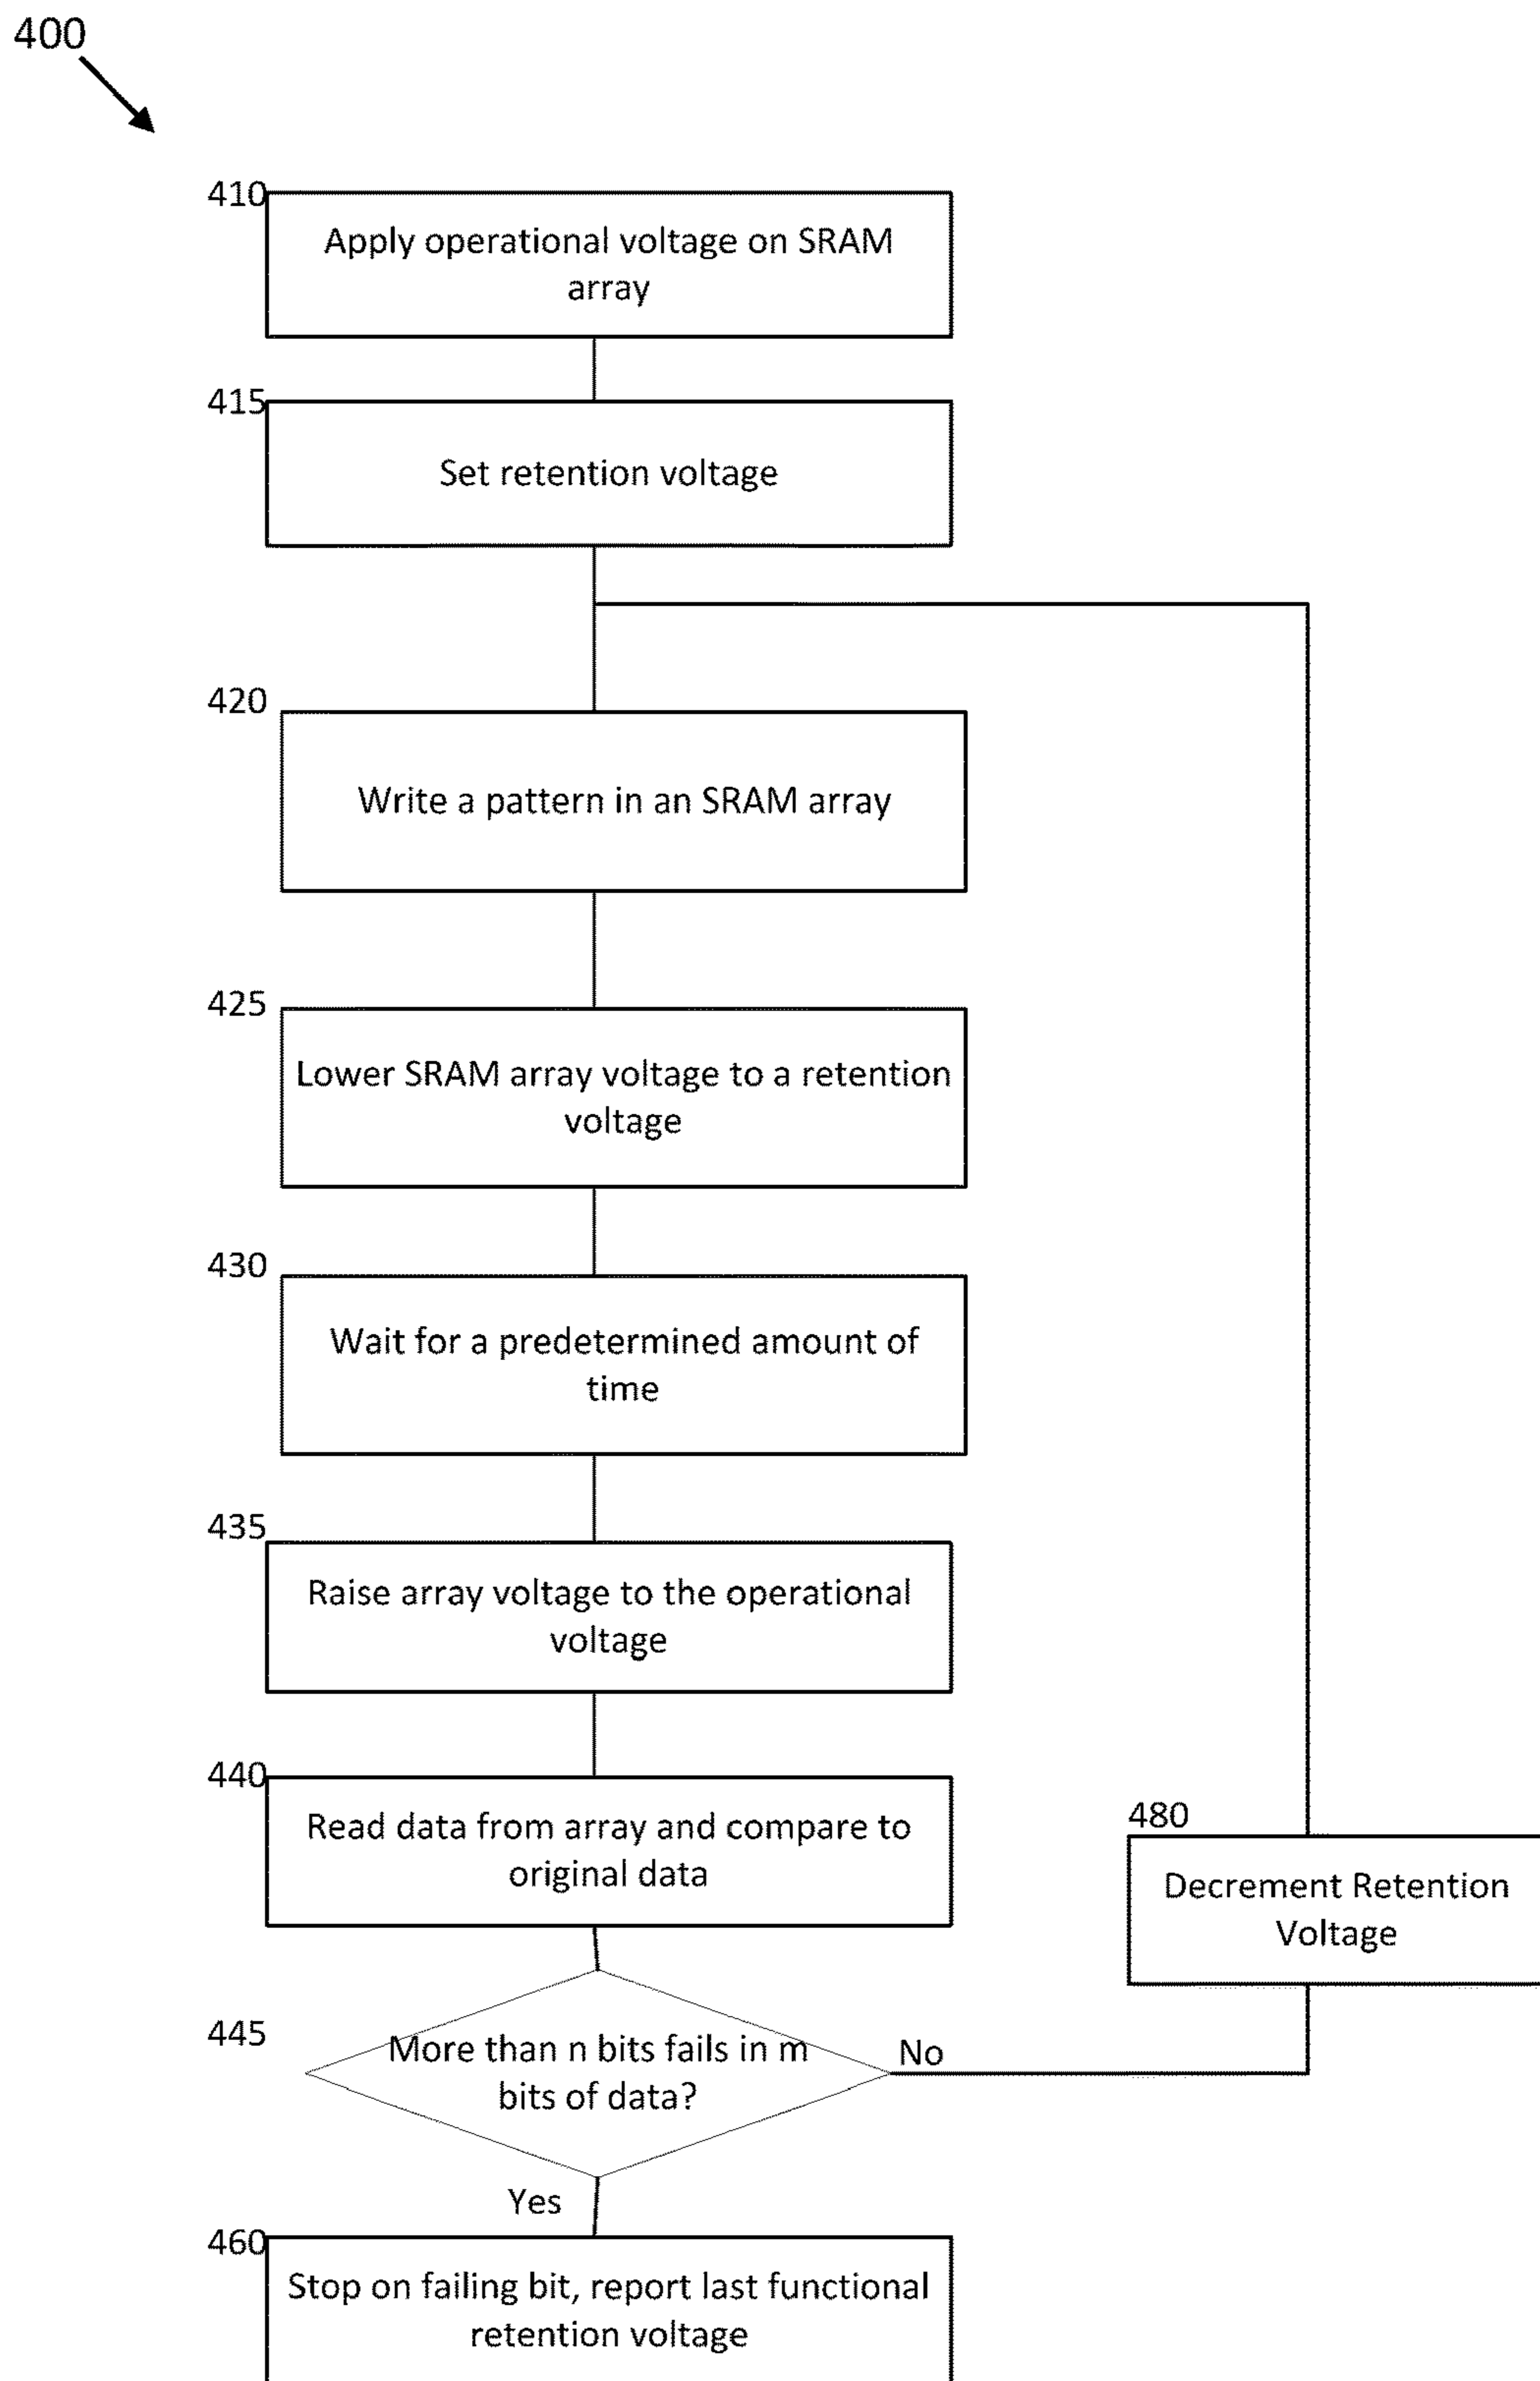 400
410
Apply operational voltage on SRAM
array
415
Set retention voltage
420
Write a pattern in an SRAM array
425
Lower SRAM array voltage to a retention
voltage
430
Wait for a predetermined amount of
time
435
Raise array voltage to the operational
voltage
440
Read data from array and compare to
original data
480
Decrement Retention
Voltage
445
More than n bits fails in m
bits of data?
No
Yes
460
Stop on failing bit, report last functional
retention voltage